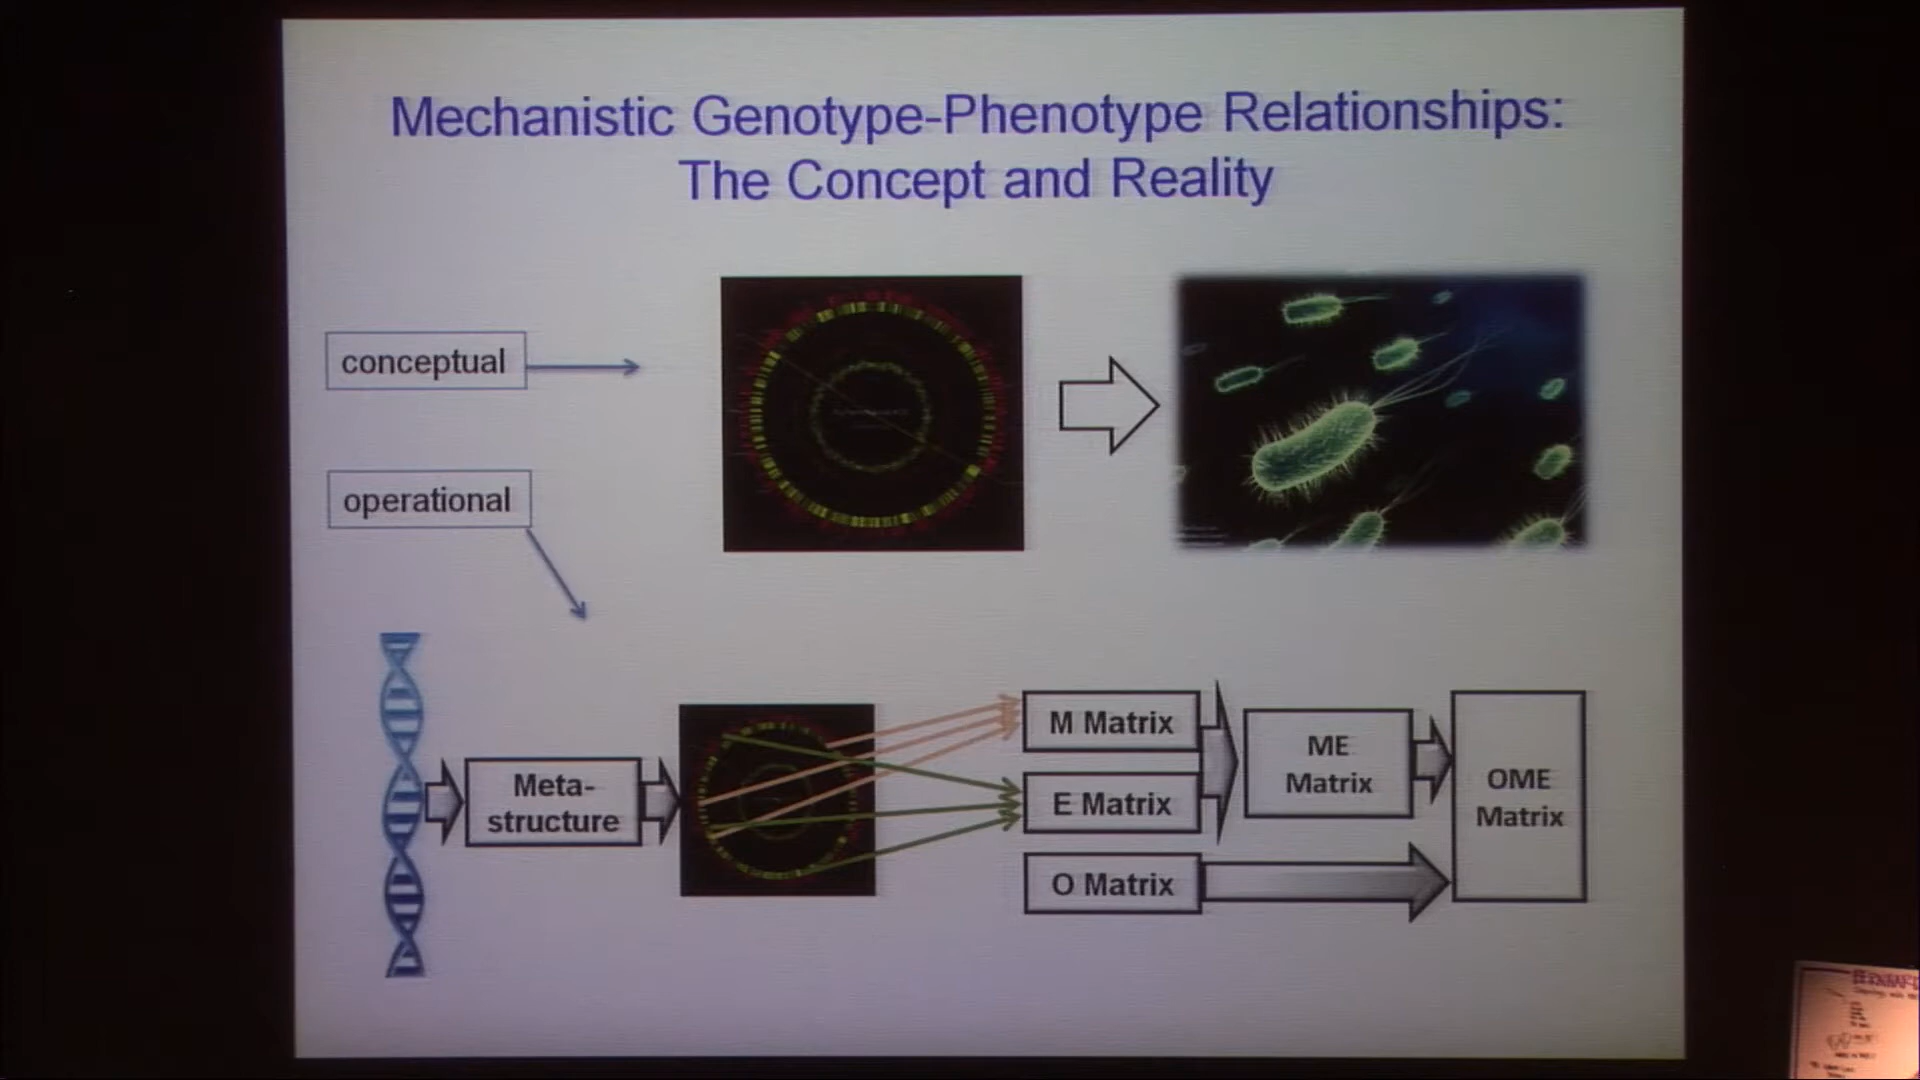 Mechanistic Genotype-Phenotype Relationships:
The Concept and Reality
conceptual
operational
Meta-
structure
M Matrix
E Matrix
O Matrix
ME
Matrix
OME
Matrix